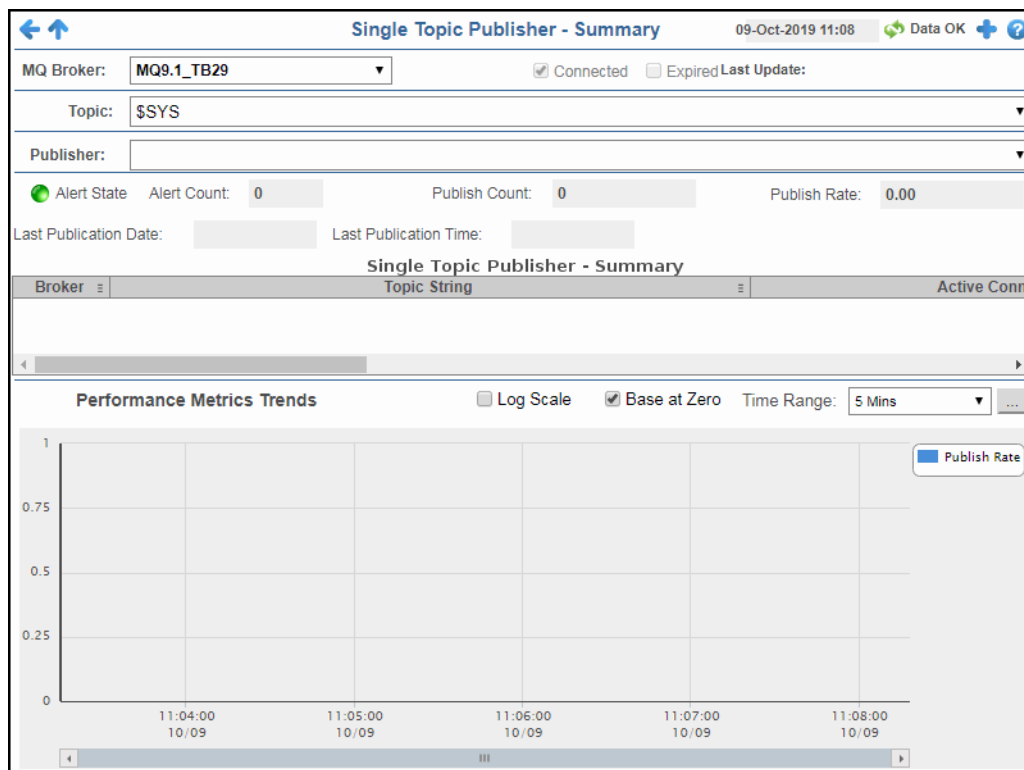 Single Topic Publisher - Summary 09-Oct-2019 11:08 Data OK ?
MQ Broker: MQ9.1_TB29 Connected Expired Last Update:
Topic: $SYS
Publisher:
Alert State Alert Count: 0 Publish Count: 0 Publish Rate: 0.00
Last Publication Date: Last Publication Time:
Single Topic Publisher - Summary
Broker Topic String Active Conn
Performance Metrics Trends Log Scale Base at Zero Time Range: 5 Mins ...
1
Publish Rate
0.75
0.5
0.25
0
11:04:00 11:05:00 11:06:00 11:07:00 11:08:00
10/09 10/09 10/09 10/09 10/09